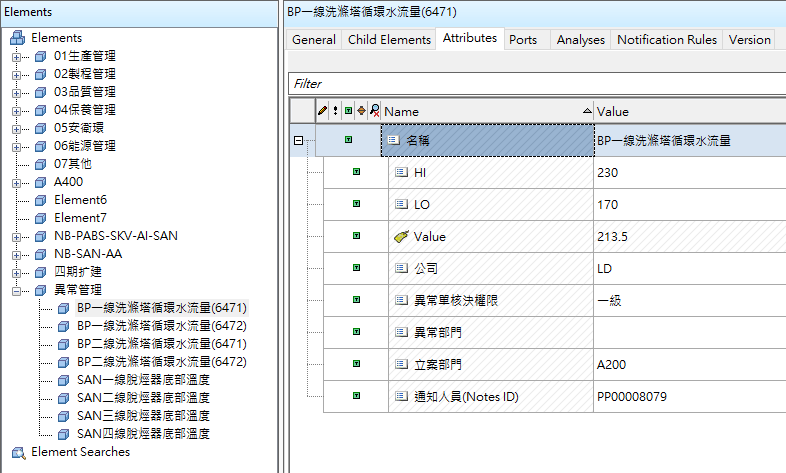 Elements
Elements
01生產管理
02製程管理
03品質管理
04保養管理
05安衛環
06能源管理
07其他
A400
Element6
Element7
NB-PABS-SKV-AI-SAN
NB-SAN-AA
四期扩建
異常管理
BP一線洗滌塔循環水流量(6471)
BP一線洗滌塔循環水流量(6472)
BP二線洗滌塔循環水流量(6471)
BP二線洗滌塔循環水流量(6472)
SAN一線脫烴器底部溫度
SAN二線脫烴器底部溫度
SAN三線脫烴器底部溫度
SAN四線脫烴器底部溫度
Element Searches
BP一線洗滌塔循環水流量(6471)
General Child Elements Attributes Ports Analyses Notification Rules Version
Filter
Name Value
名稱 BP一線洗滌塔循環水流量
HI 230
LO 170
Value 213.5
公司 LD
異常單核決權限 一級
異常部門
立案部門 A200
通知人員(Notes ID) PP00008079